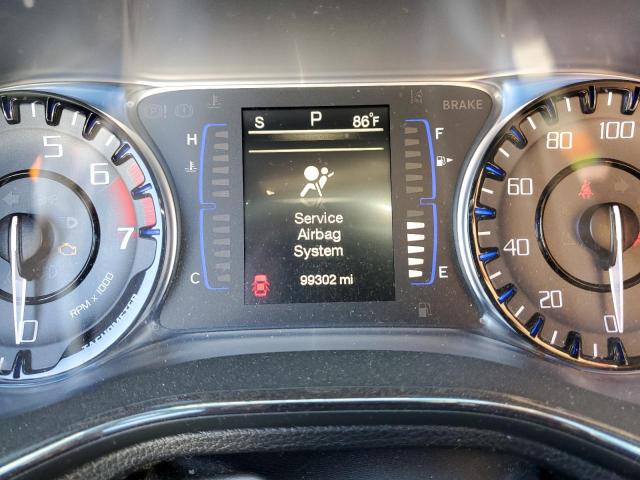 S P 86°F
BRAKE
H
F
C
E
Service
Airbag
System
99302 mi
5
6
7
0
RPM x 1000
TACHOMETER
100
80
60
40
20
0